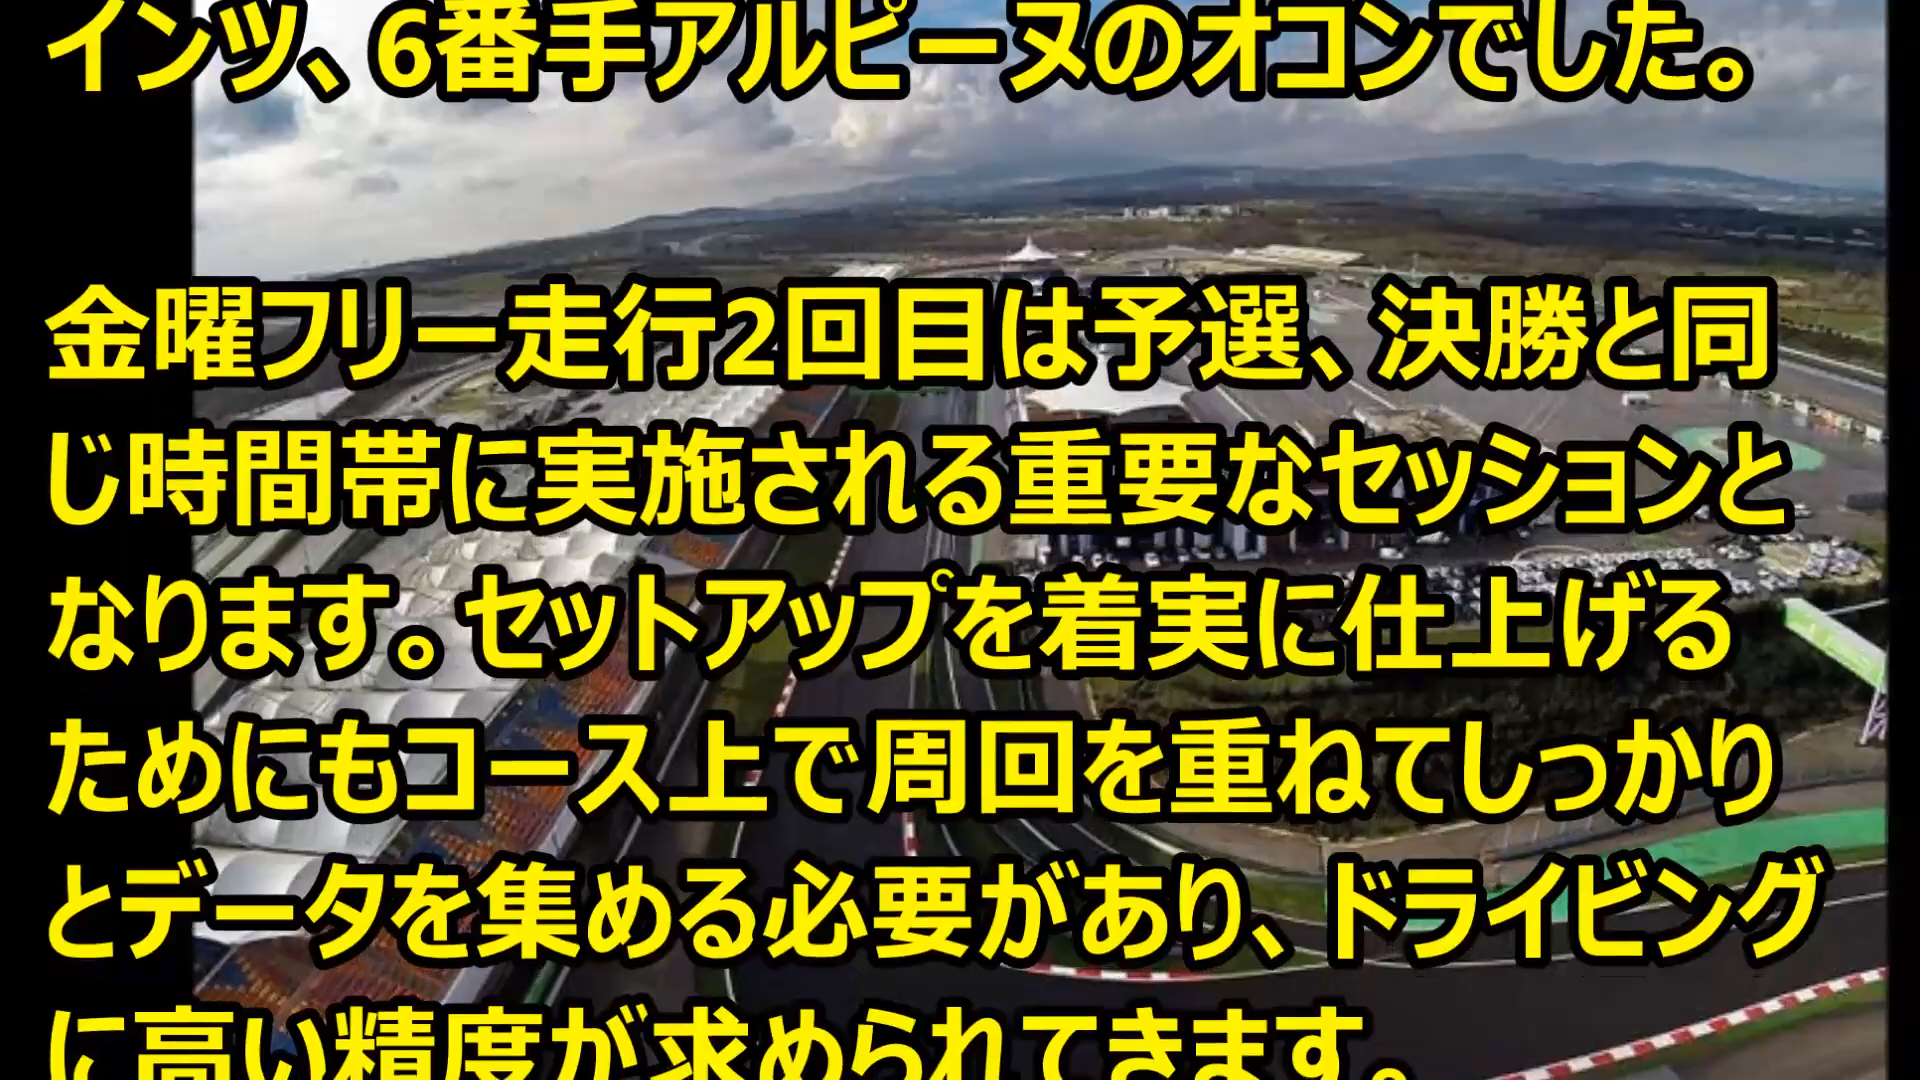 インツ、6番手アルピーヌのオコンでした。
金曜フリー走行2回目は予選、決勝と同
じ時間帯に実施される重要なセッションと
なります。セットアップを着実に仕上げる
ためにもコース上で周回を重ねてしっかり
とデータを集める必要があり、ドライビング
に高い精度が求められてきます。